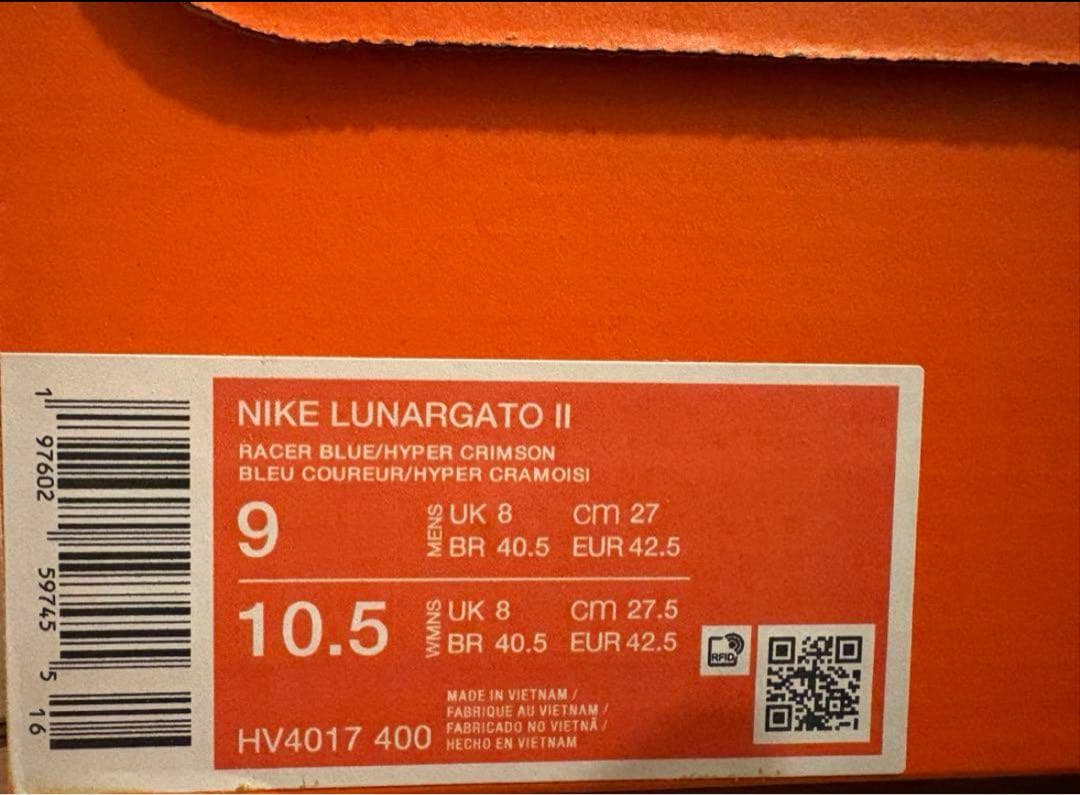 NIKE LUNARGATO II
RACER BLUE/HYPER CRIMSON
BLEU COUREUR/HYPER CRAMOISI
9 MENS UK 8 cm 27
BR 40.5 EUR 42.5
10.5 WMNS UK 8 cm 27.5
BR 40.5 EUR 42.5
RFID
MADE IN VIETNAM /
FABRIQUE AU VIETNAM /
FABRICADO NO VIETNÃ /
HECHO EN VIETNAM
HV4017 400
1 97602 59745 5 16